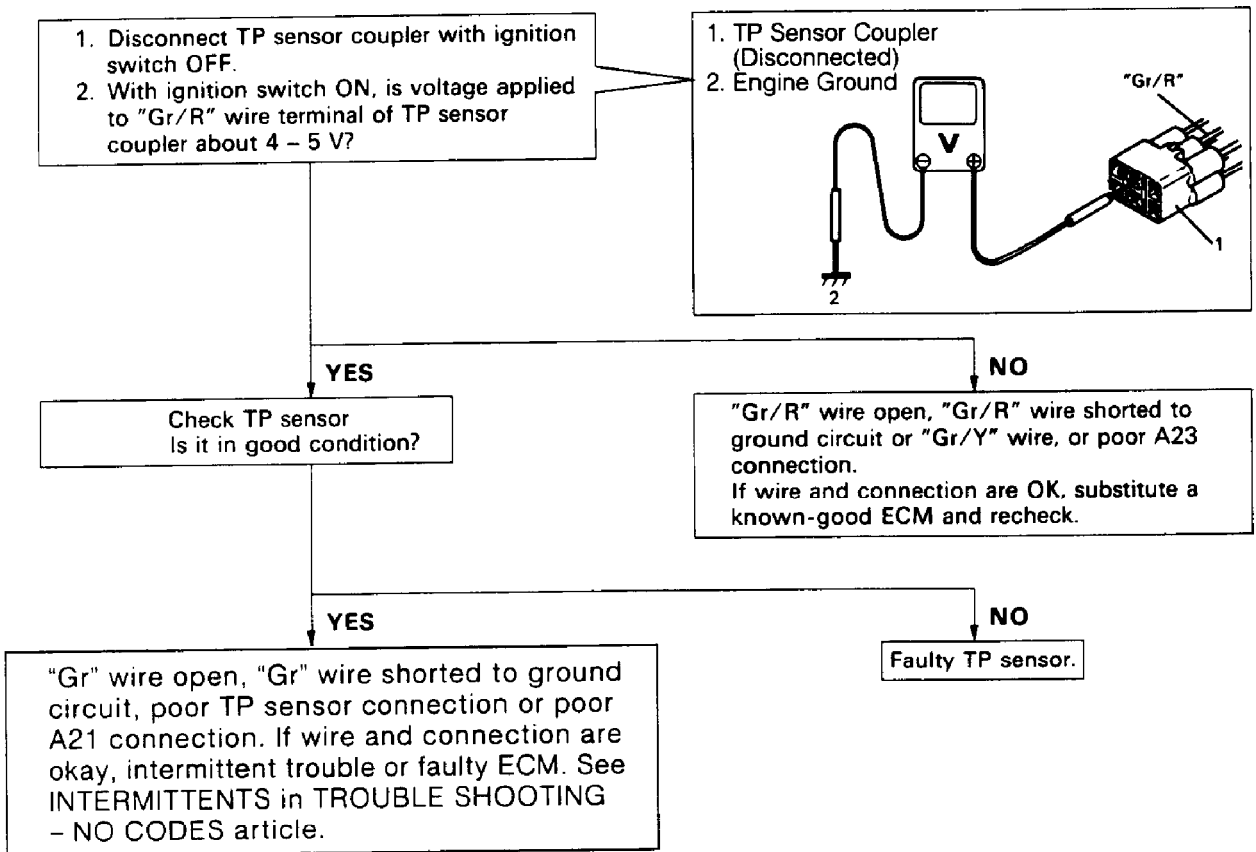 1. Disconnect TP sensor coupler with ignition
switch OFF.
2. With ignition switch ON, is voltage applied
to "Gr/R" wire terminal of TP sensor
coupler about 4 – 5 V?
1. TP Sensor Coupler
(Disconnected)
2. Engine Ground
"Gr/R"
V
1
2
YES
NO
Check TP sensor
Is it in good condition?
"Gr/R" wire open, "Gr/R" wire shorted to
ground circuit or "Gr/Y" wire, or poor A23
connection.
If wire and connection are OK, substitute a
known-good ECM and recheck.
YES
NO
"Gr" wire open, "Gr" wire shorted to ground
circuit, poor TP sensor connection or poor
A21 connection. If wire and connection are
okay, intermittent trouble or faulty ECM. See
INTERMITTENTS in TROUBLE SHOOTING
– NO CODES article.
Faulty TP sensor.